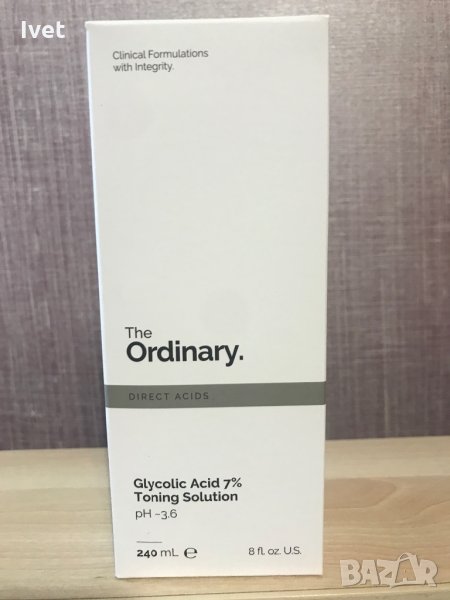 Ivet
Clinical Formulations
with Integrity.
The
Ordinary.
DIRECT ACIDS
Glycolic Acid 7%
Toning Solution
pH ~3.6
240 mL ℮ 8 fl. oz. U.S.
BAZAR